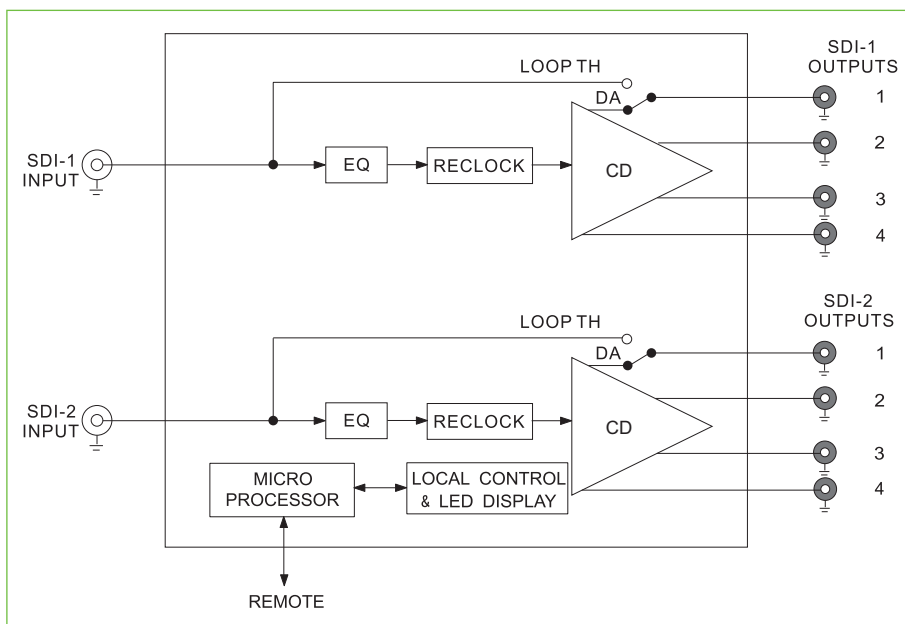 SDI-1
OUTPUTS
LOOP TH
DA
1
2
SDI-1
INPUT
EQ
RECLOCK
CD
3
4
SDI-2
OUTPUTS
LOOP TH
DA
1
2
SDI-2
INPUT
EQ
RECLOCK
CD
3
4
MICRO
PROCESSOR
LOCAL CONTROL
& LED DISPLAY
REMOTE